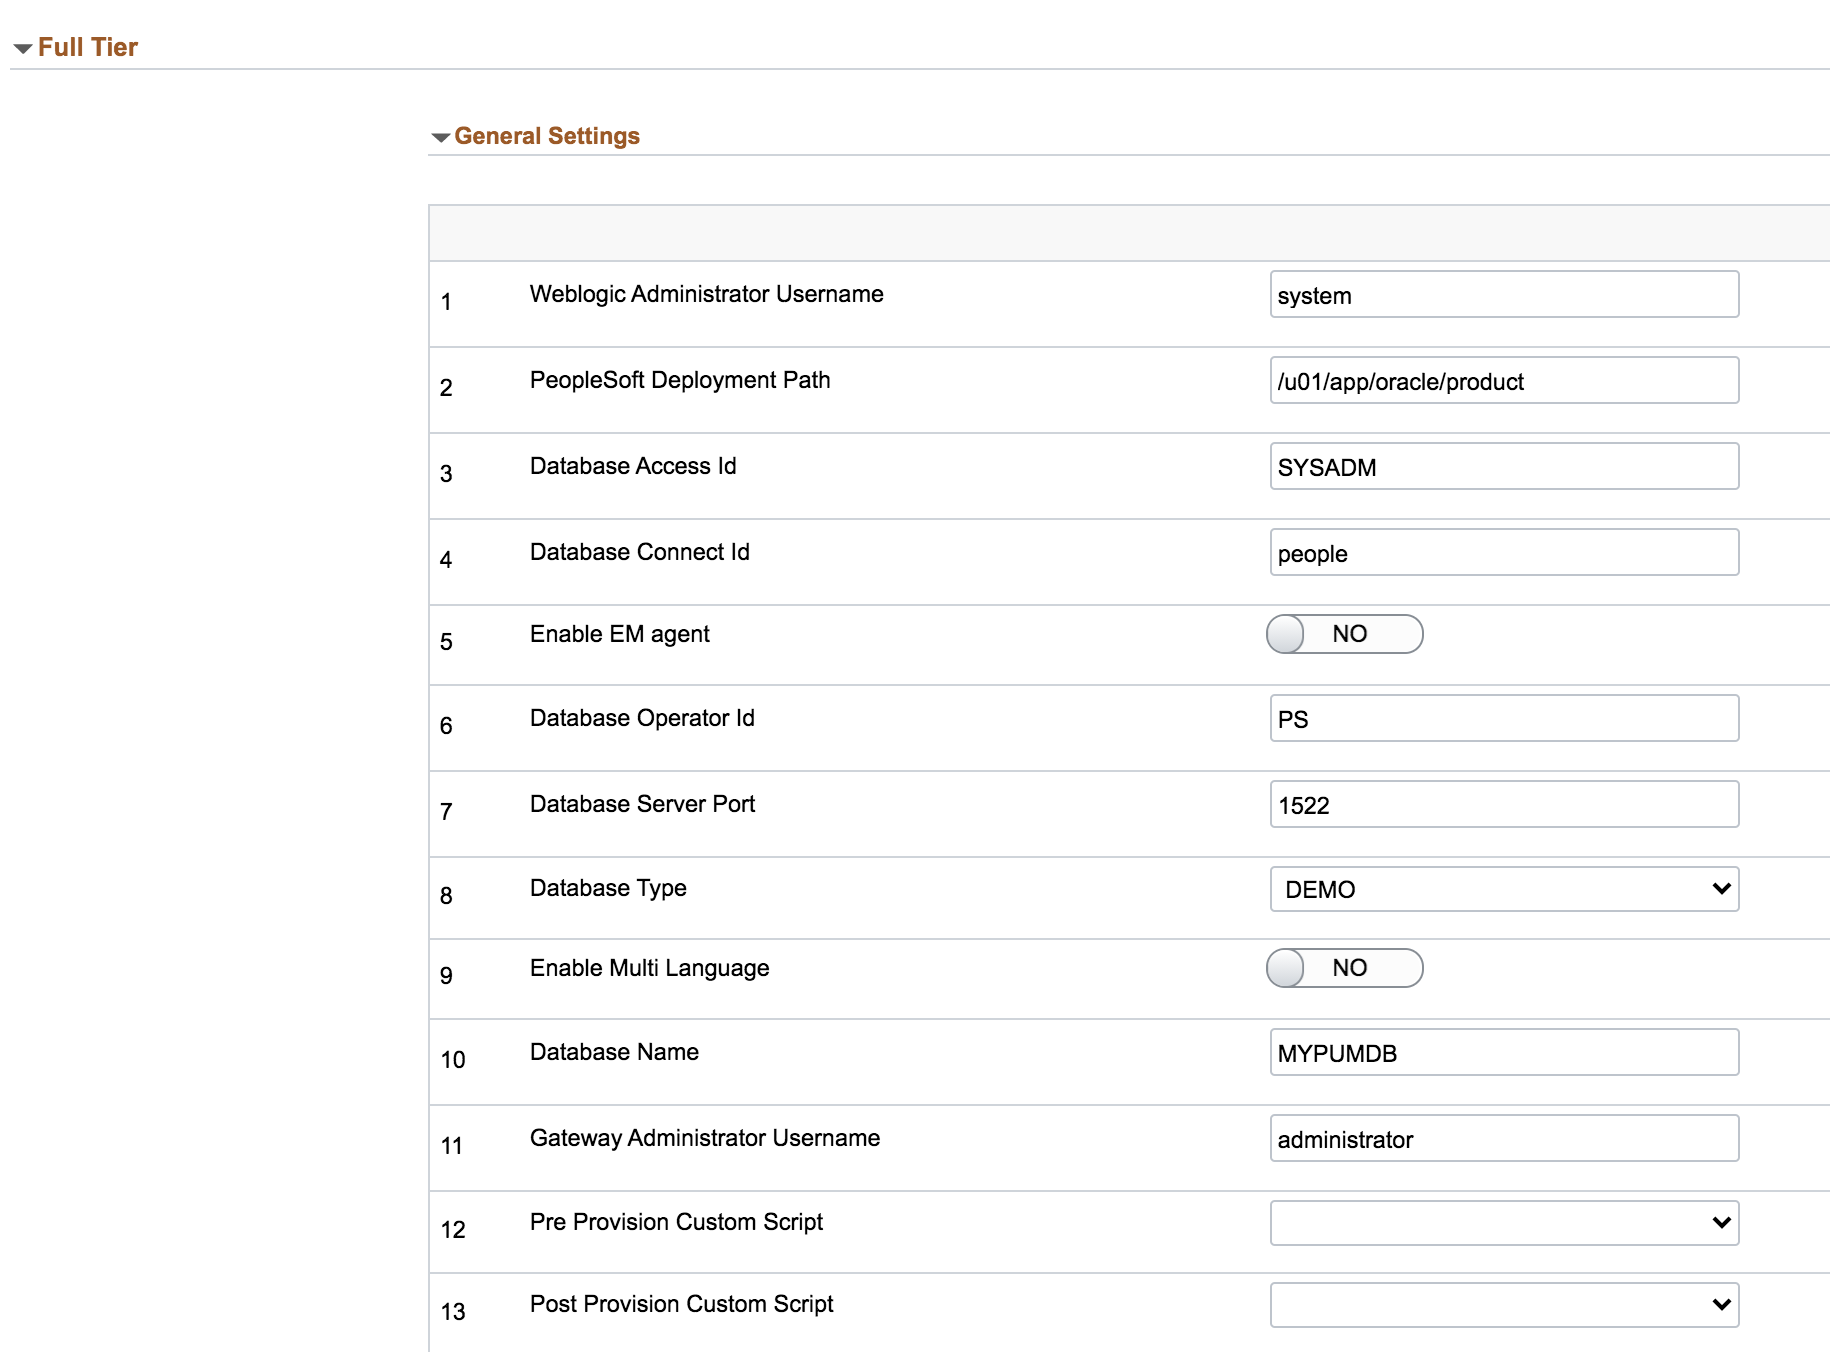 Full Tier
General Settings
1 Weblogic Administrator Username system
2 PeopleSoft Deployment Path /u01/app/oracle/product
3 Database Access Id SYSADM
4 Database Connect Id people
5 Enable EM agent NO
6 Database Operator Id PS
7 Database Server Port 1522
8 Database Type DEMO
9 Enable Multi Language NO
10 Database Name MYPUMDB
11 Gateway Administrator Username administrator
12 Pre Provision Custom Script
13 Post Provision Custom Script